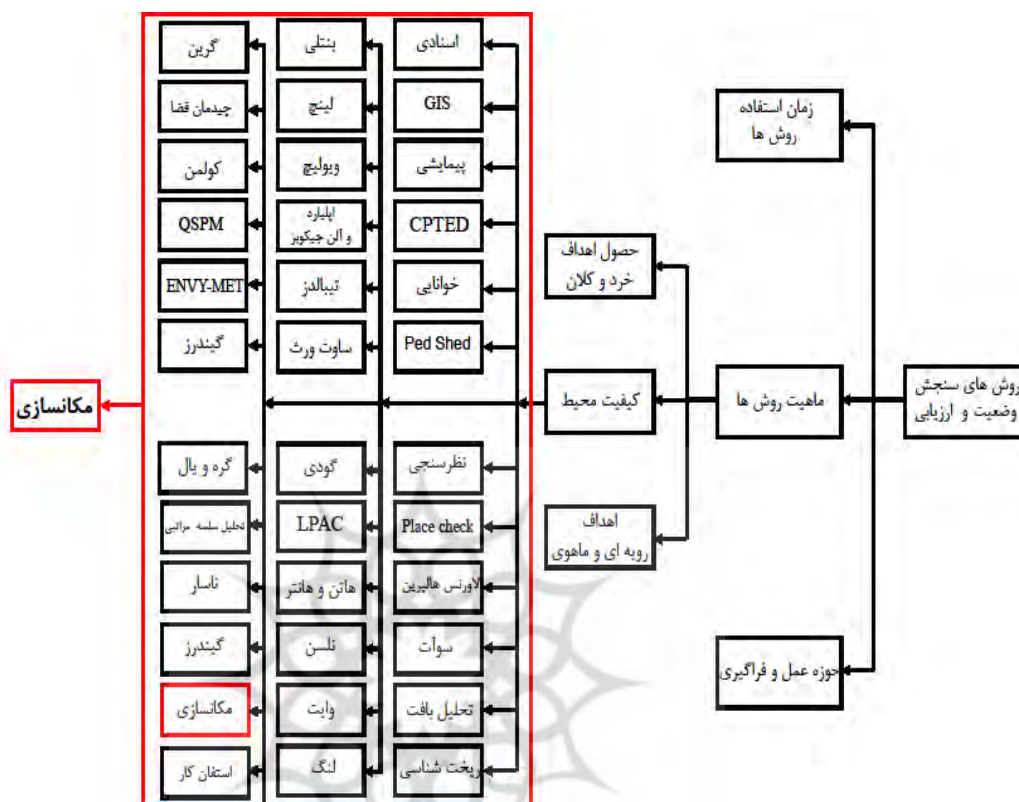 روش های سنجش
وضعیت و ارزیابی
زمان استفاده
روش ها
ماهیت روش ها
حوزه عمل و فراگیری
حصول اهداف
خرد و کلان
کیفیت محیط
اهداف
رویه ای و ماهوی
اسنادی
GIS
پیمایشی
CPTED
خوانایی
Ped Shed
نظرسنجی
Place check
لاورنس هالپرین
سوآت
تحلیل بافت
ریخت شناسی
بنتلی
لینچ
ویولیچ
اپلیارد
و آلن جیکوبز
تیبالدز
ساوت ورث
گودی
LPAC
هاتن و هانتر
نلسن
وایت
لنگ
گرین
چیدمان فضا
کولمن
QSPM
ENVY-MET
گیندرز
گره و یال
تحلیل سلسه مراتبی
ناسار
گیندرز
مکانسازی
استفان کار
مکانسازی